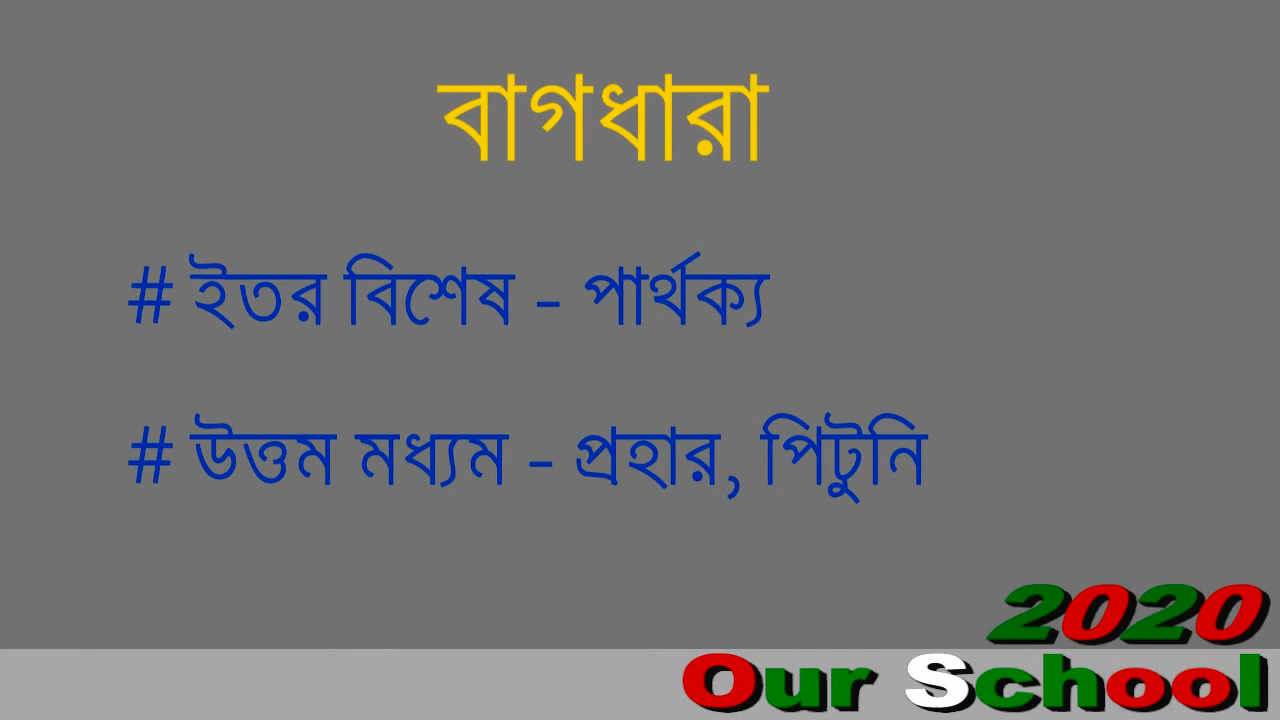 বাগধারা
# ইতর বিশেষ - পার্থক্য
# উত্তম মধ্যম - প্রহার, পিটুনি
2020
Our School